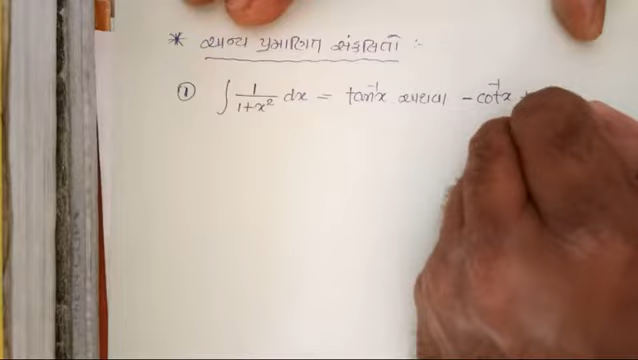 * અન્ય પ્રમાણિત સંકલિતો :-
① ∫ 1/(1+x²) dx = tan⁻¹x અથવા - cot⁻¹x +